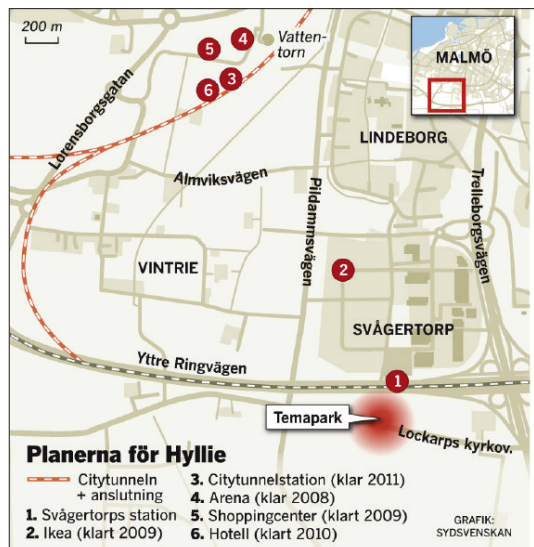 200 m
Vatten-
torn
MALMÖ
5
4
3
6
Lorensborgsgatan
LINDEBORG
Almviksvägen
Pildammsvägen
Trelleborgsvägen
VINTRIE
2
SVÅGERTORP
Yttre Ringvägen
1
Temapark
Lockarps kyrkov.
Planerna för Hyllie
Citytunneln
+ anslutning
1. Svågertorps station
2. Ikea (klart 2009)
3. Citytunnelstation (klar 2011)
4. Arena (klar 2008)
5. Shoppingcenter (klart 2009)
6. Hotell (klart 2010)
GRAFIK:
SYDSVENSKAN